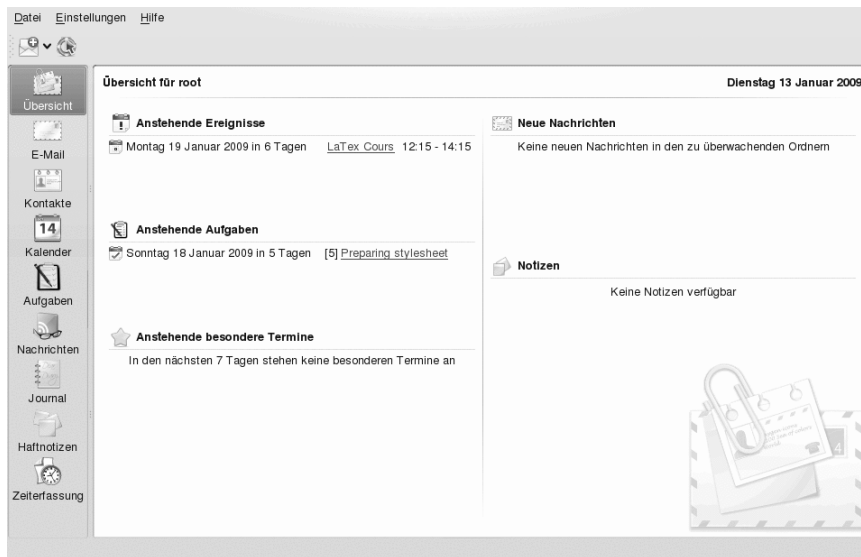 Datei Einstellungen Hilfe
Übersicht für root Dienstag 13 Januar 2009
Übersicht
E-Mail
Kontakte
14
Kalender
Aufgaben
Nachrichten
Journal
Haftnotizen
Zeiterfassung
Anstehende Ereignisse
Montag 19 Januar 2009 in 6 Tagen LaTex Cours 12:15 - 14:15
Anstehende Aufgaben
Sonntag 18 Januar 2009 in 5 Tagen [5] Preparing stylesheet
Anstehende besondere Termine
In den nächsten 7 Tagen stehen keine besonderen Termine an
Neue Nachrichten
Keine neuen Nachrichten in den zu überwachenden Ordnern
Notizen
Keine Notizen verfügbar
4